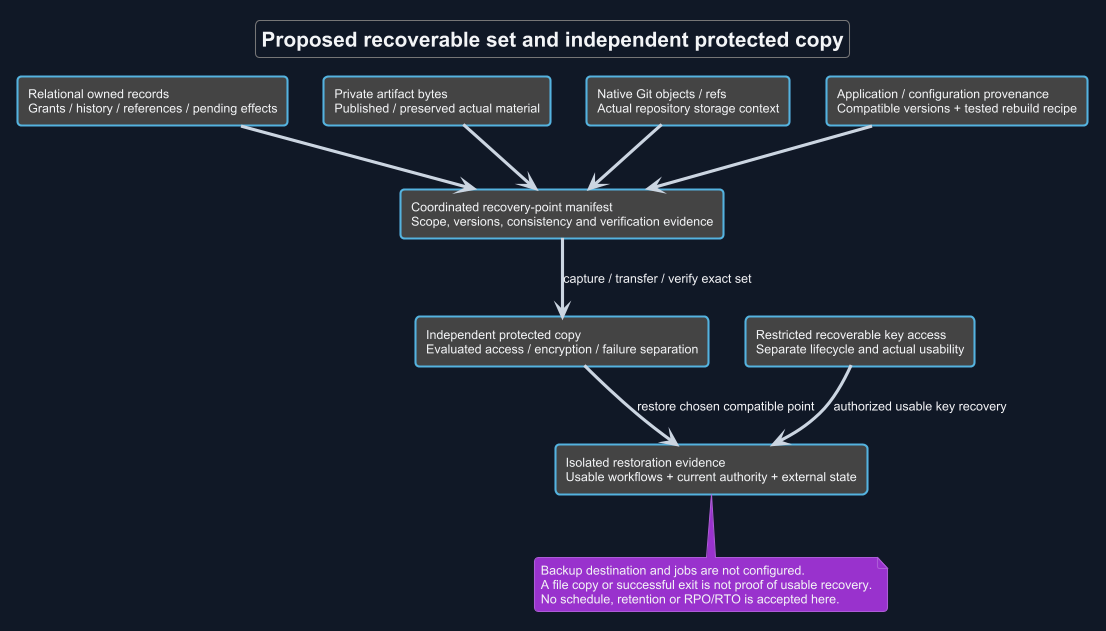 Proposed recoverable set and independent protected copy
Relational owned records
Grants / history / references / pending effects
Private artifact bytes
Published / preserved actual material
Native Git objects / refs
Actual repository storage context
Application / configuration provenance
Compatible versions + tested rebuild recipe
Coordinated recovery-point manifest
Scope, versions, consistency and verification evidence
capture / transfer / verify exact set
Independent protected copy
Evaluated access / encryption / failure separation
Restricted recoverable key access
Separate lifecycle and actual usability
restore chosen compatible point
authorized usable key recovery
Isolated restoration evidence
Usable workflows + current authority + external state
Backup destination and jobs are not configured.
A file copy or successful exit is not proof of usable recovery.
No schedule, retention or RPO/RTO is accepted here.